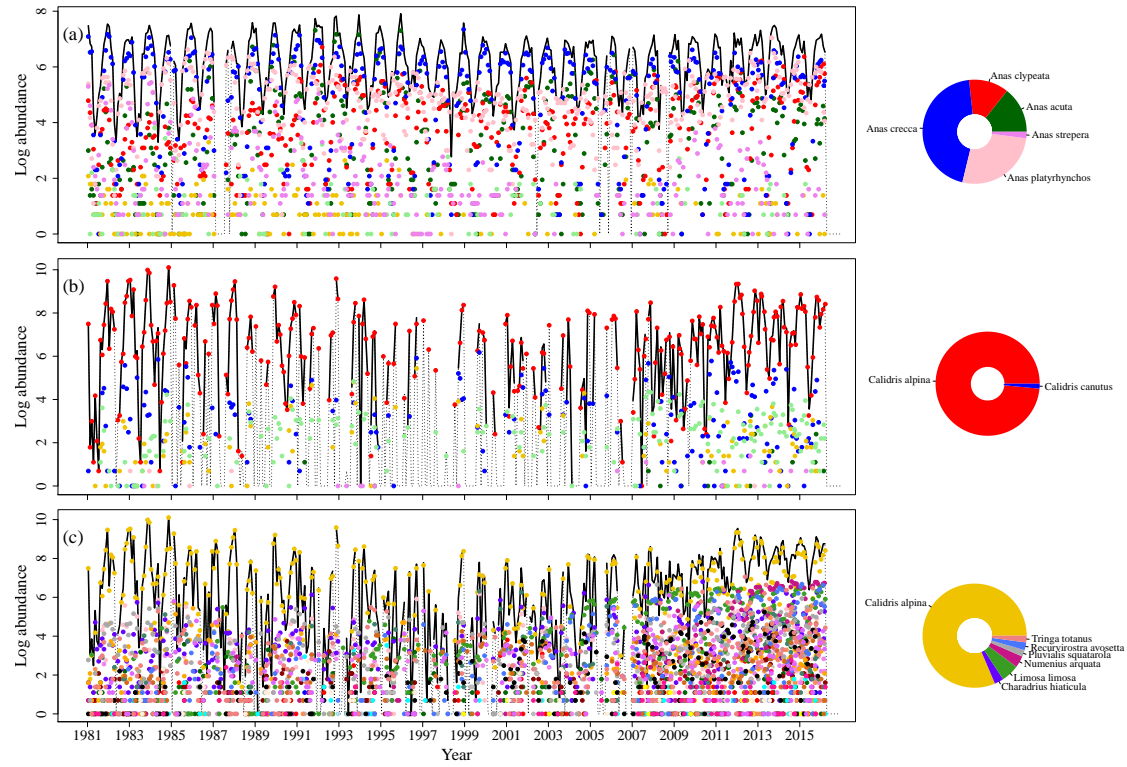 (a)
Log abundance
0
2
4
6
8
Anas clypeata
Anas acuta
Anas crecca
Anas strepera
Anas platyrhynchos
(b)
Log abundance
0
2
4
6
8
10
Calidris alpina
Calidris canutus
(c)
Log abundance
0
2
4
6
8
10
Calidris alpina
Tringa totanus
Recurvirostra avosetta
Pluvialis squatarola
Numenius arquata
Limosa limosa
Charadrius hiaticula
1981 1983 1985 1987 1989 1991 1993 1995 1997 1999 2001 2003 2005 2007 2009 2011 2013 2015
Year